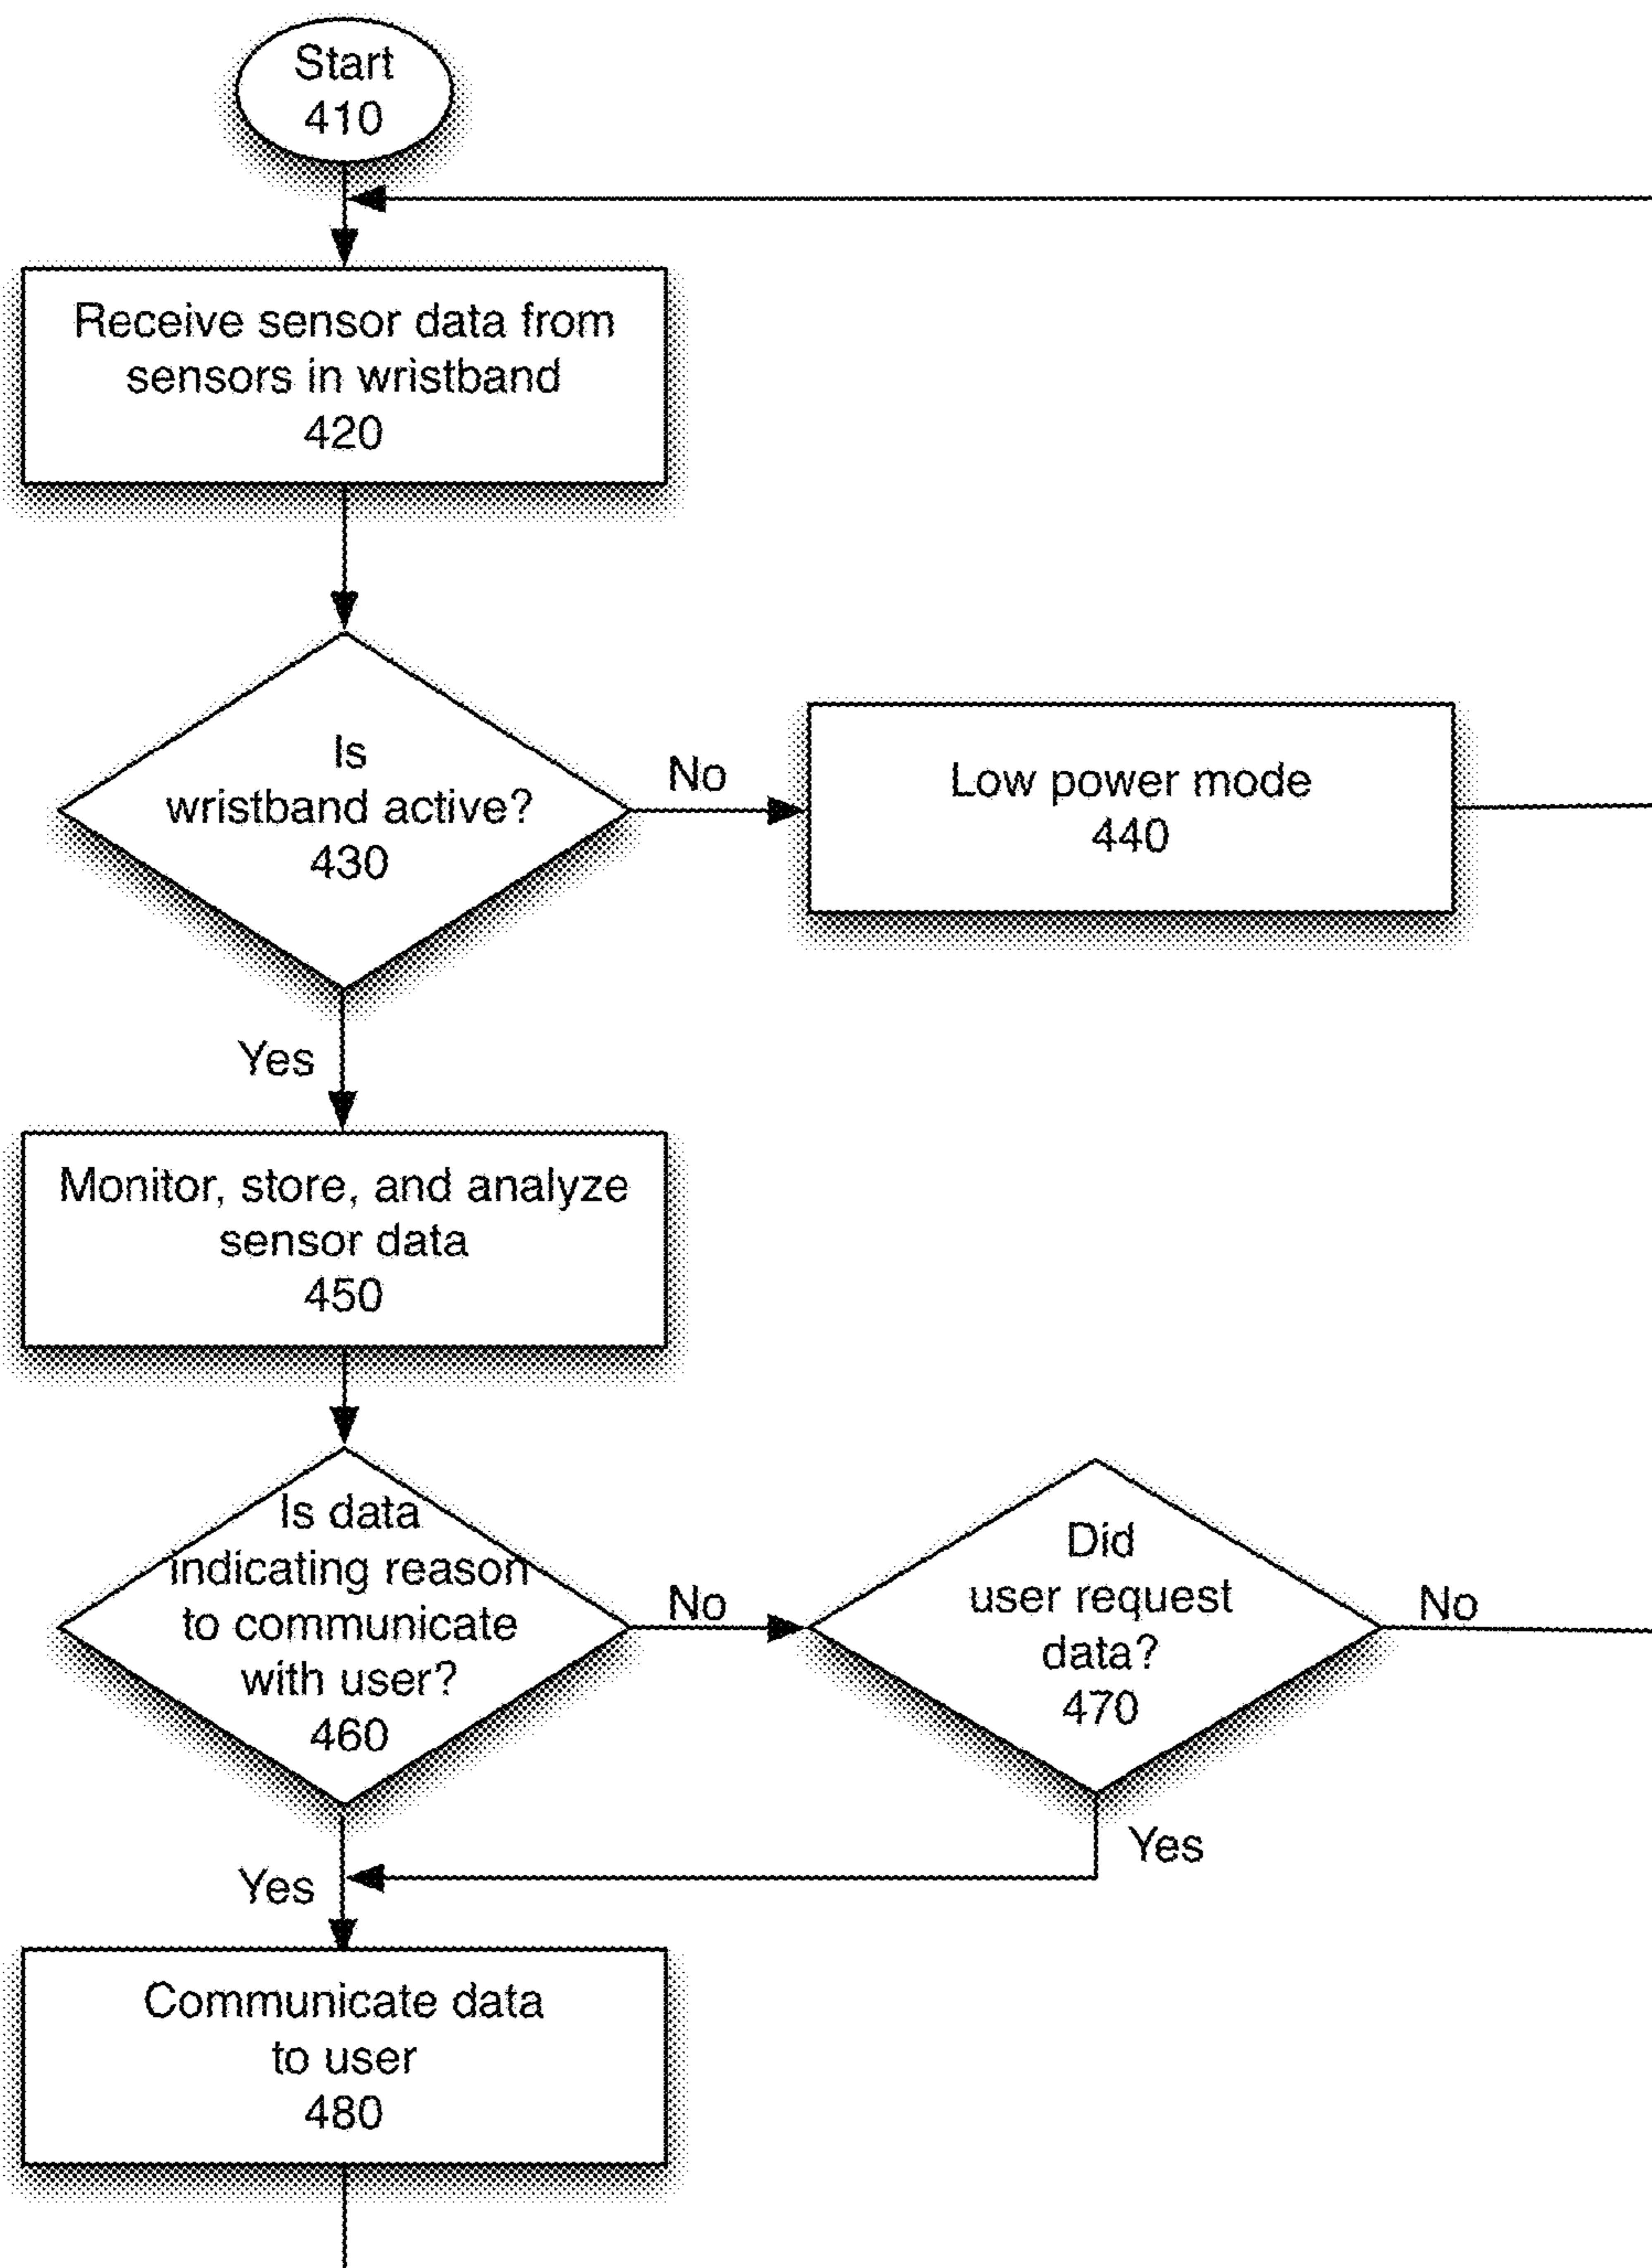 Start
410
Receive sensor data from
sensors in wristband
420
Is
wristband active?
430
No
Low power mode
440
Yes
Monitor, store, and analyze
sensor data
450
Is data
indicating reason
to communicate
with user?
460
No
Did
user request
data?
470
No
Yes
Yes
Communicate data
to user
480